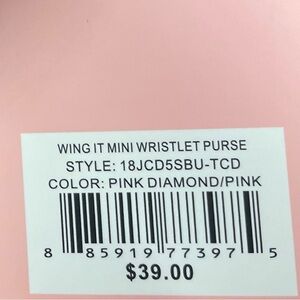 WING IT MINI WRISTLET PURSE
STYLE: 18JCD5SBU-TCD
COLOR: PINK DIAMOND/PINK
8 85919 77397 5
$39.00